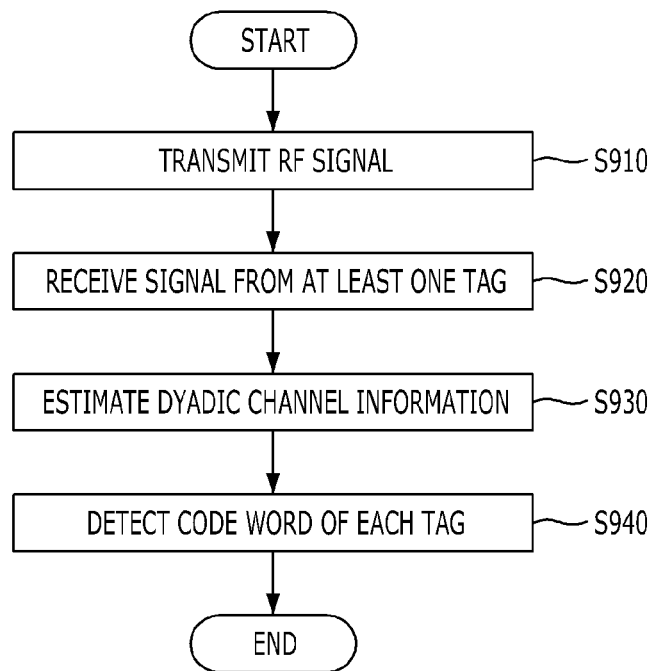 START
TRANSMIT RF SIGNAL
S910
RECEIVE SIGNAL FROM AT LEAST ONE TAG
S920
ESTIMATE DYADIC CHANNEL INFORMATION
S930
DETECT CODE WORD OF EACH TAG
S940
END